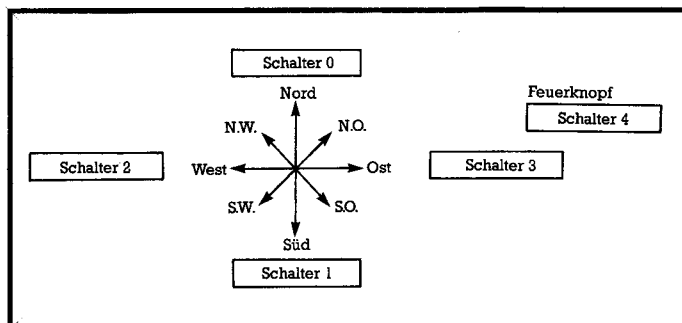 Schalter 0
Nord
Feuerknopf
Schalter 4
N.W.
N.O.
Schalter 2
West
Ost
Schalter 3
S.W.
S.O.
Süd
Schalter 1